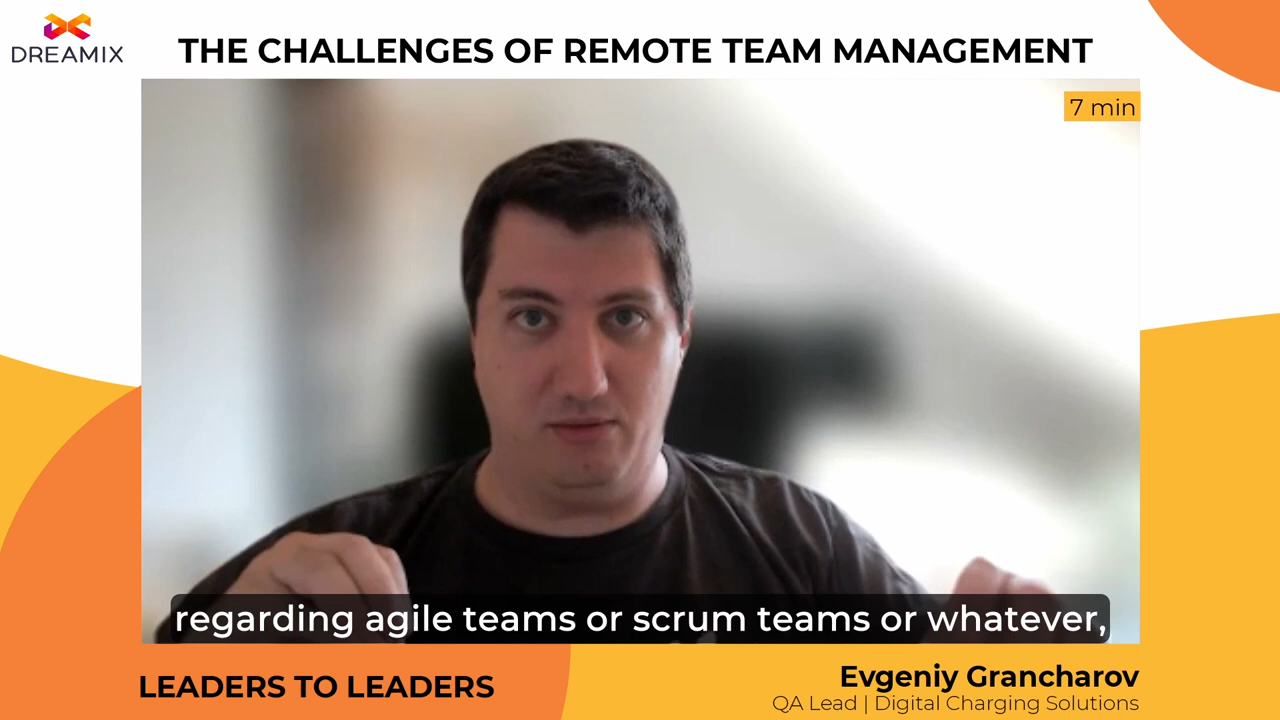 DREAMIX
THE CHALLENGES OF REMOTE TEAM MANAGEMENT
7 min
regarding agile teams or scrum teams or whatever,
LEADERS TO LEADERS
Evgeniy Grancharov
QA Lead | Digital Charging Solutions